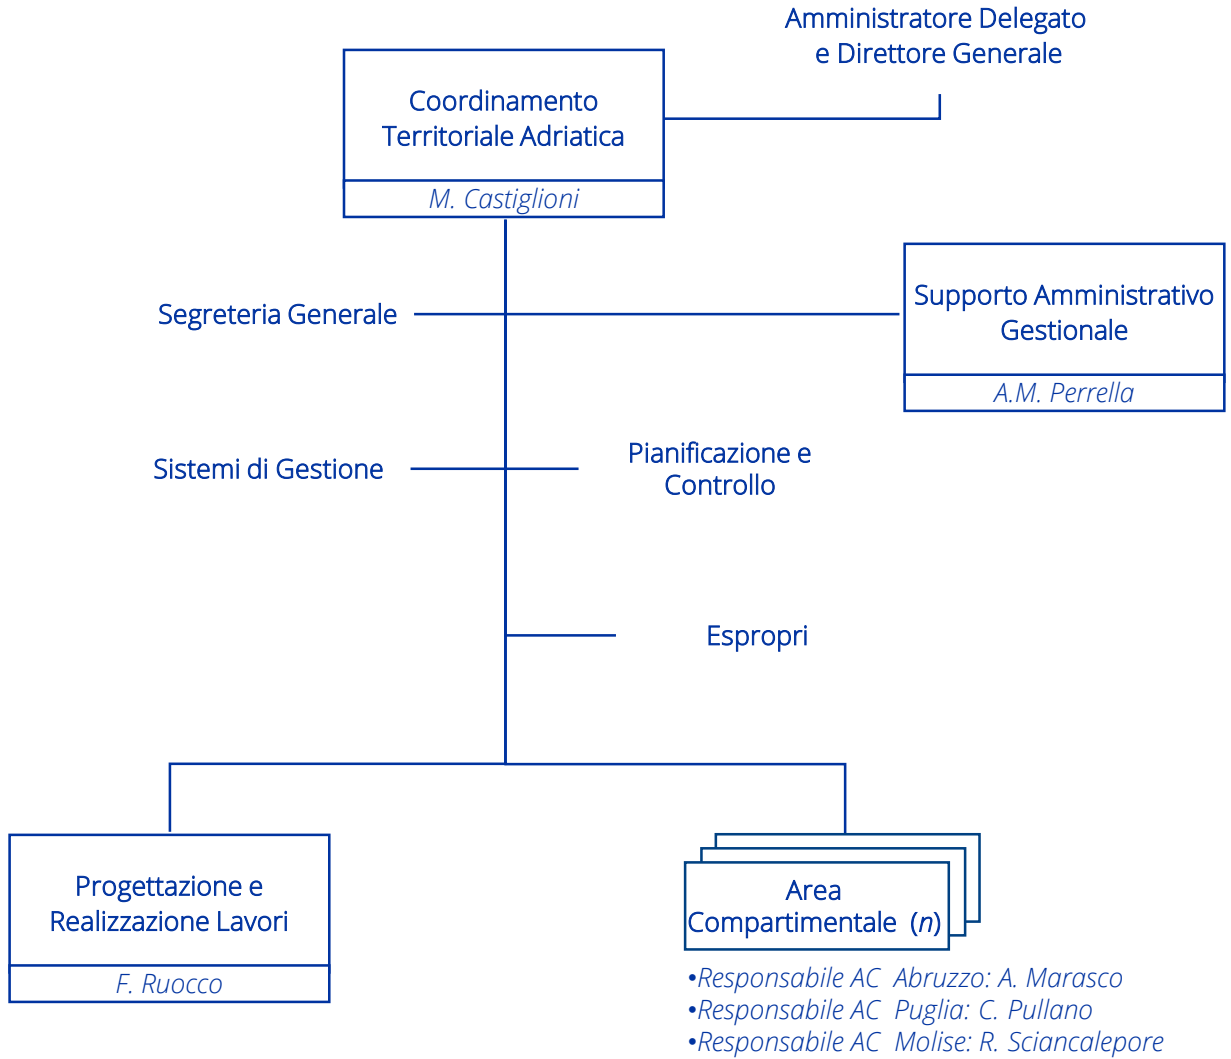 Amministratore Delegato
e Direttore Generale
Coordinamento
Territoriale Adriatica
M. Castiglioni
Segreteria Generale
Supporto Amministrativo
Gestionale
A.M. Perrella
Sistemi di Gestione
Pianificazione e
Controllo
Espropri
Progettazione e
Realizzazione Lavori
F. Ruocco
Area
Compartimentale (n)
•Responsabile AC Abruzzo: A. Marasco
•Responsabile AC Puglia: C. Pullano
•Responsabile AC Molise: R. Sciancalepore